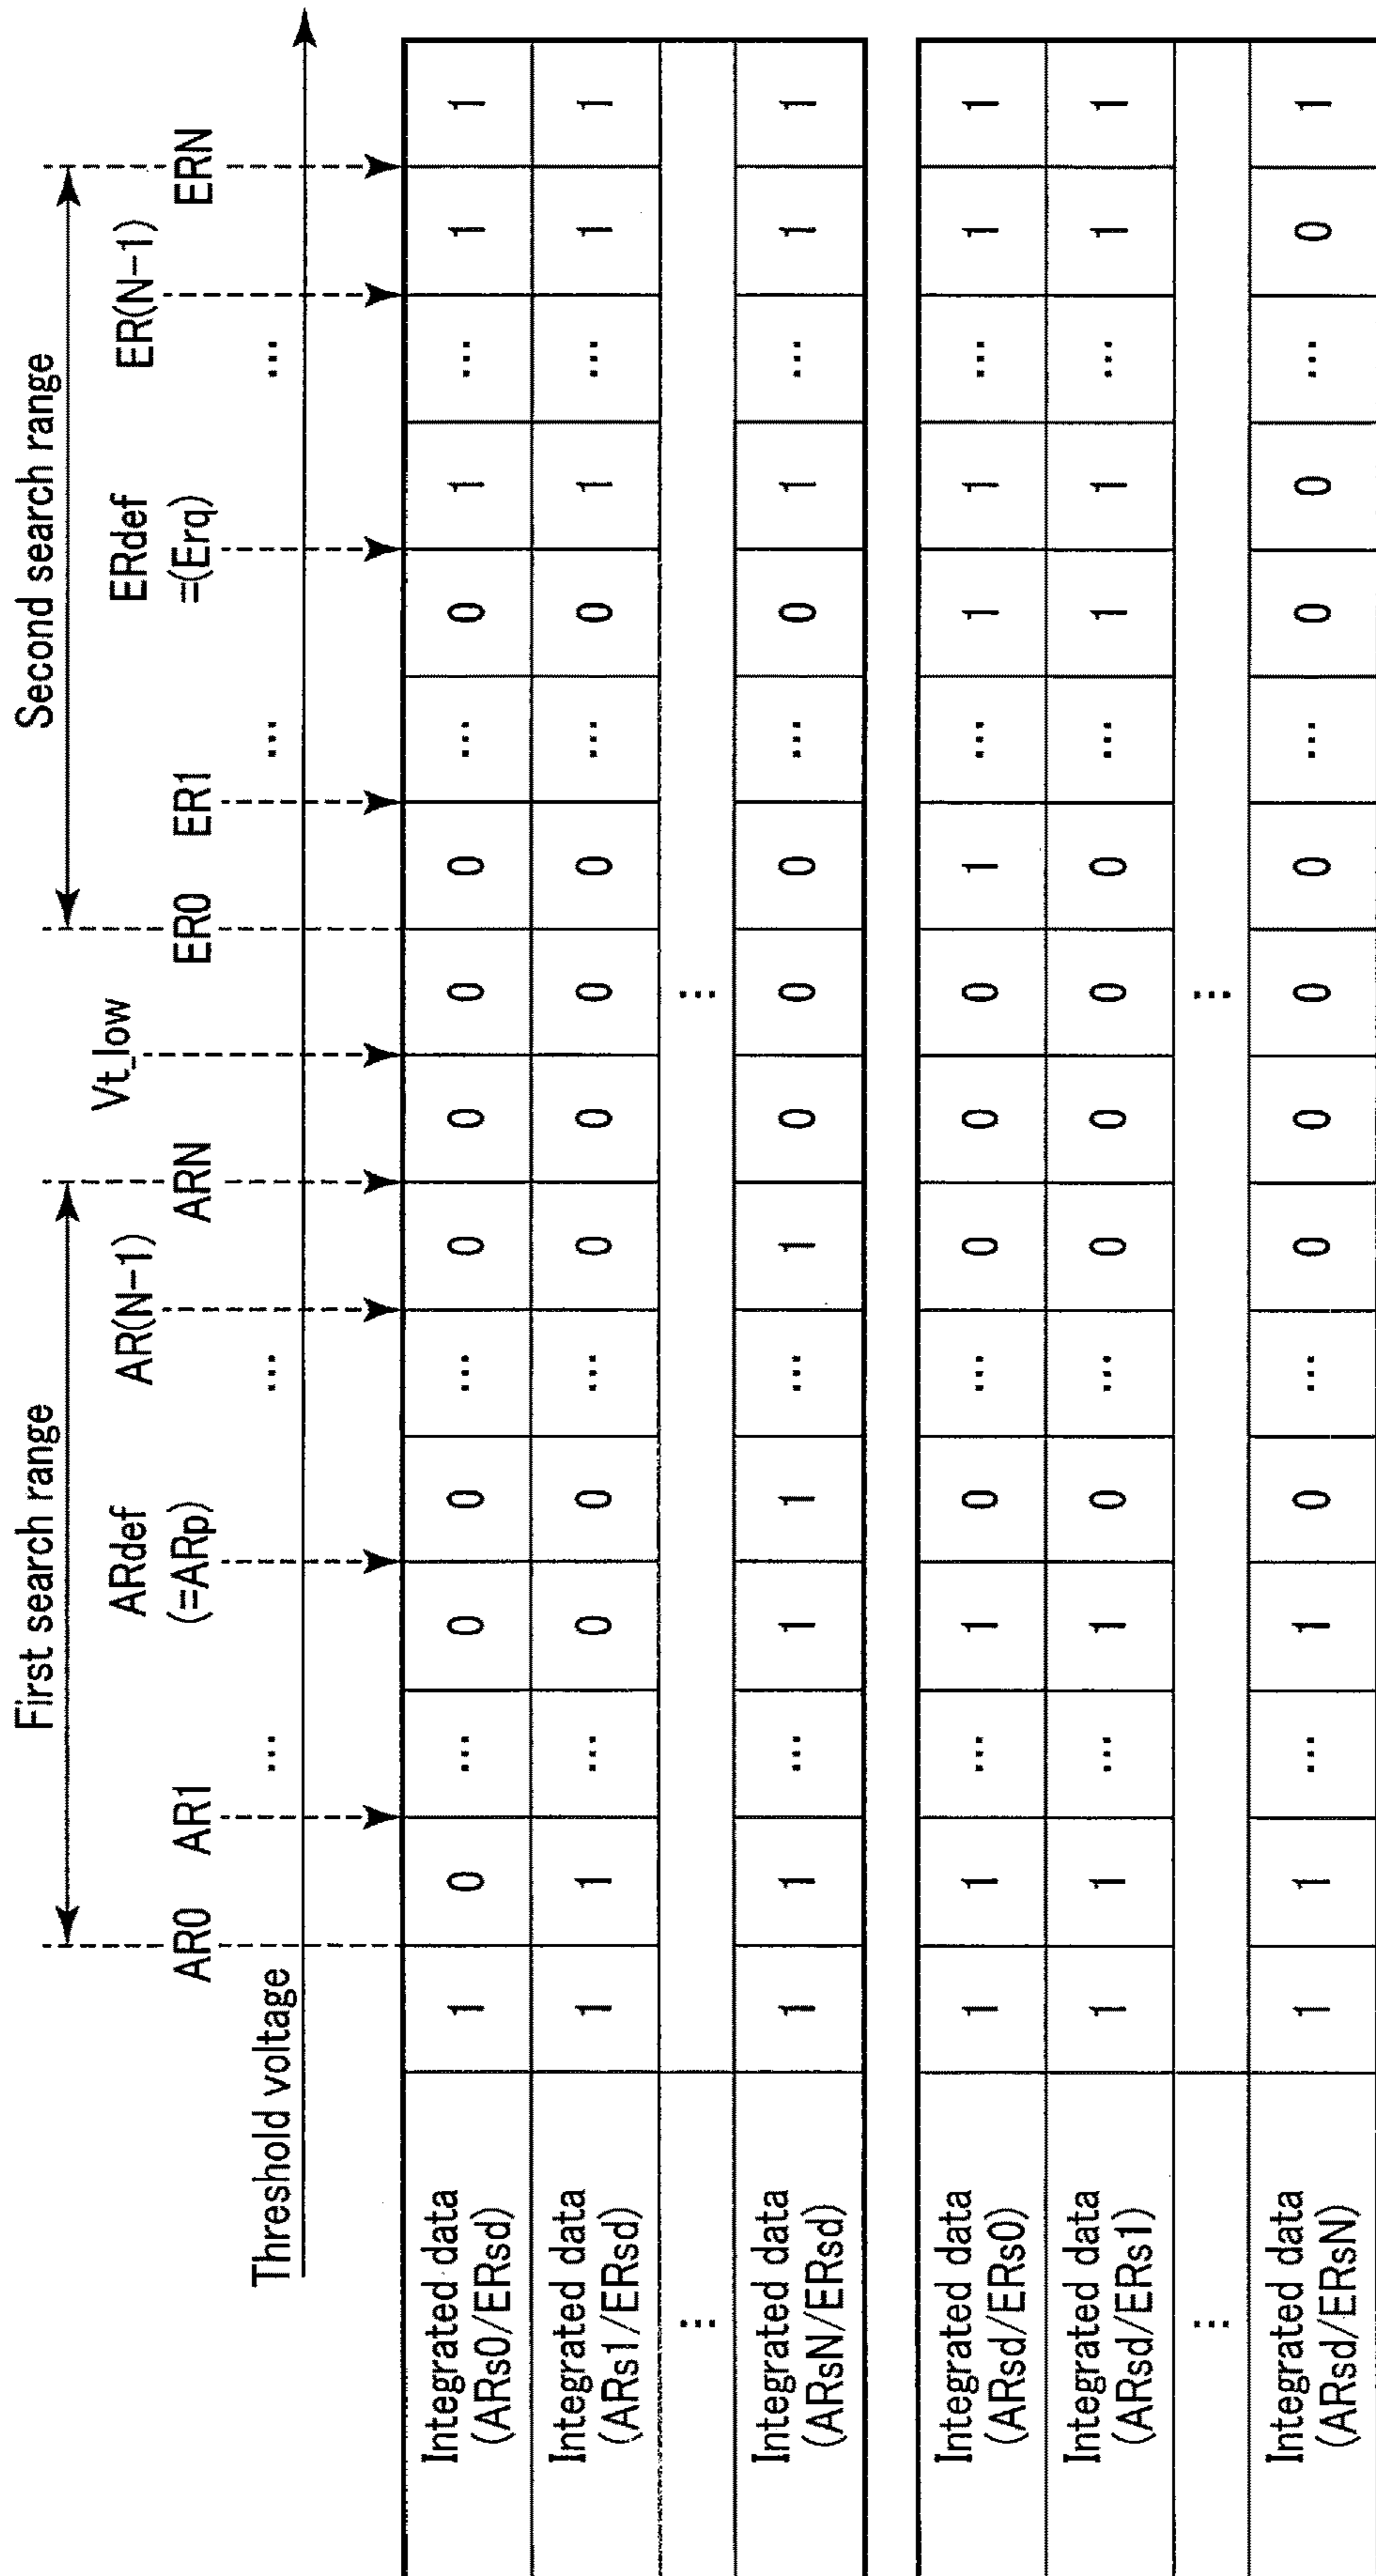 First search range Second search range
Vt_low
ARdef AR(N-1) ERdef ER(N-1)
AR0 AR1 (=ARp) ARN ER0 ER1 =(Erq) ERN
Threshold voltage ... ... ... ...
Integrated data
(ARs0/ERsd) 1 0 ... 0 0 ... 0 0 0 0 ... 0 1 ... 1 1
Integrated data
(ARs1/ERsd) 1 1 ... 0 0 ... 0 0 0 0 ... 0 1 ... 1 1
... ...
Integrated data
(ARsN/ERsd) 1 1 ... 1 1 ... 1 0 0 0 ... 0 1 ... 1 1
Integrated data
(ARsd/ERs0) 1 1 ... 1 0 ... 0 0 0 1 ... 1 1 ... 1 1
Integrated data
(ARsd/ERs1) 1 1 ... 1 0 ... 0 0 0 0 ... 1 1 ... 1 1
... ...
Integrated data
(ARsd/ERsN) 1 1 ... 1 0 ... 0 0 0 0 ... 0 0 ... 0 1